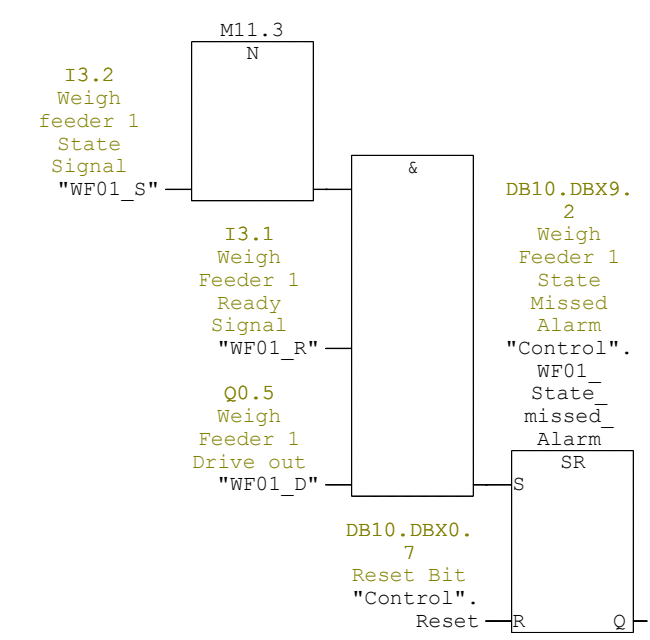 M11.3
N
I3.2
Weigh
feeder 1
State
Signal
"WF01_S"
&
I3.1
Weigh
Feeder 1
Ready
Signal
"WF01_R"
Q0.5
Weigh
Feeder 1
Drive out
"WF01_D"
DB10.DBX9.
2
Weigh
Feeder 1
State
Missed
Alarm
"Control".
WF01_
State_
missed_
Alarm
SR
S
DB10.DBX0.
7
Reset Bit
"Control".
Reset
R
Q